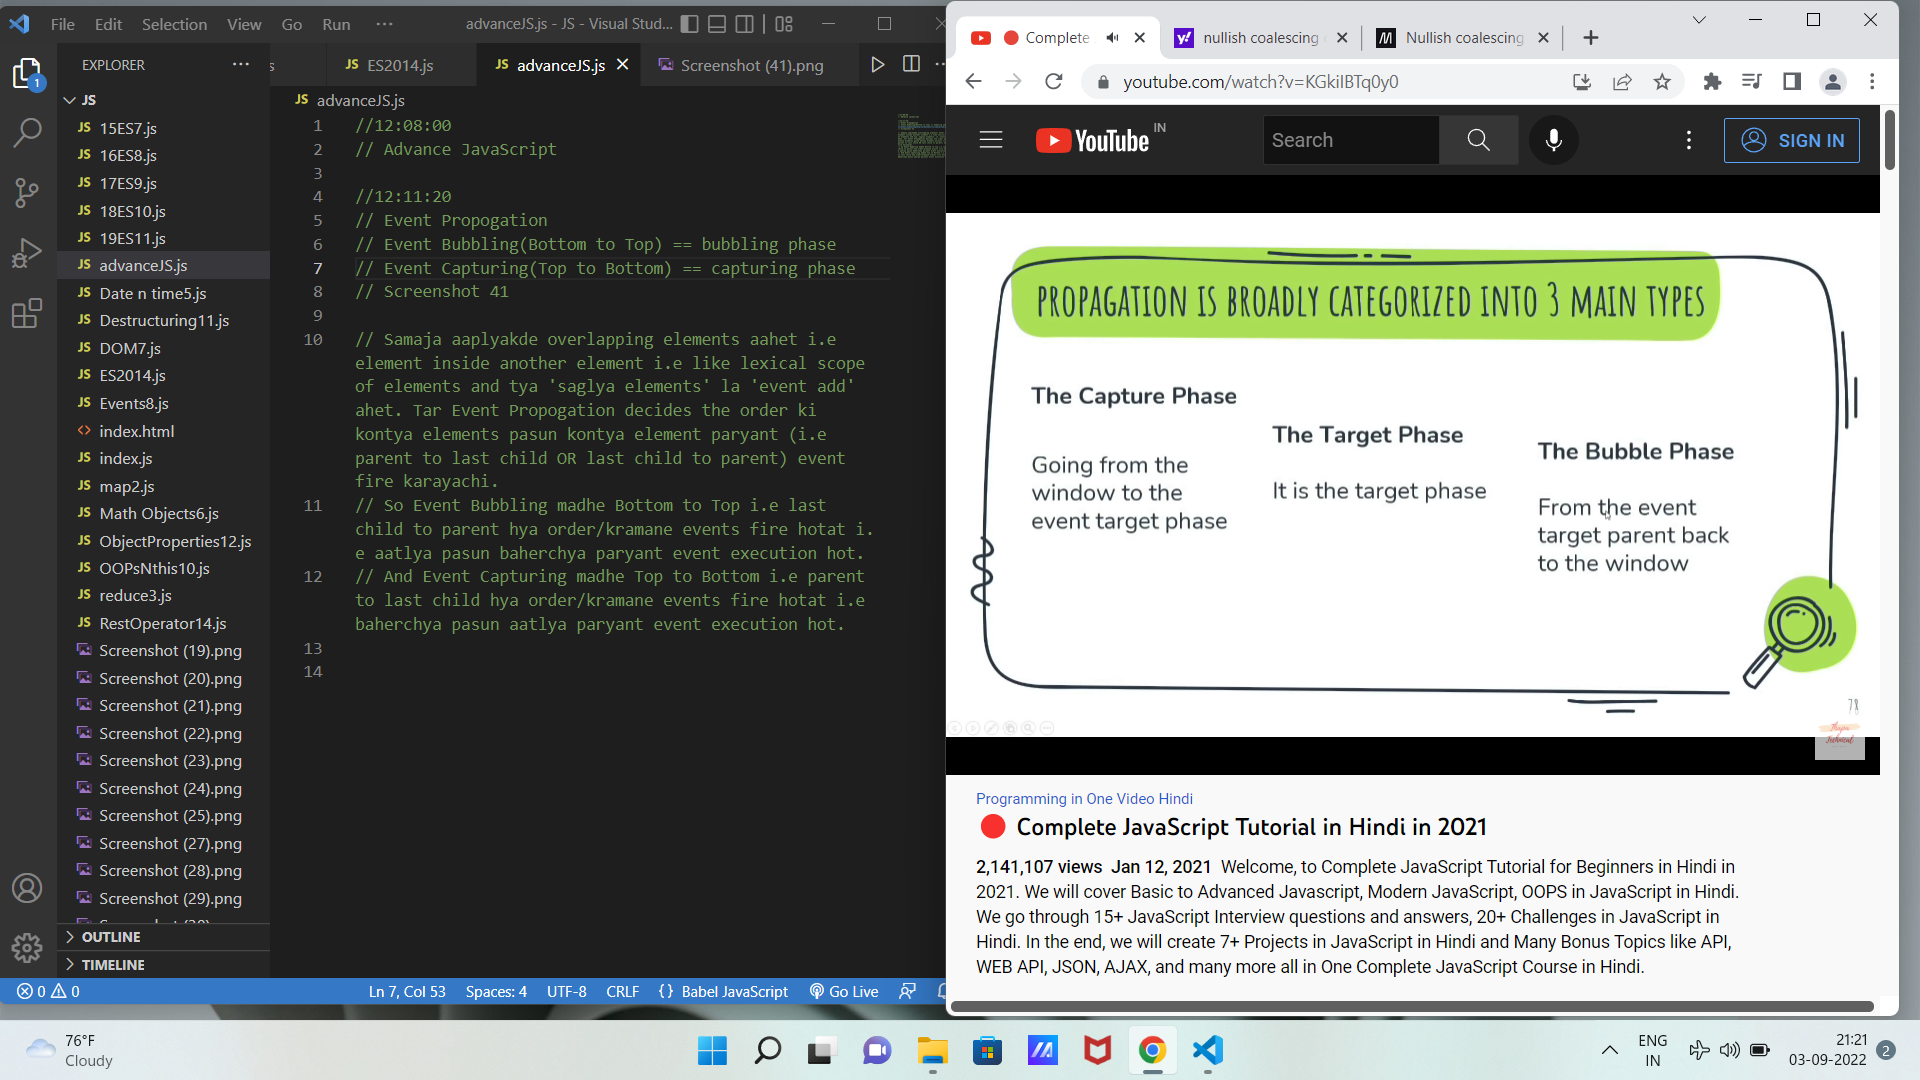 File Edit Selection View Go Run ··· advanceJS.js - JS - Visual Stud...
EXPLORER ···
s
JS ES2014.js
JS advanceJS.js
Screenshot (41).png
1
JS
JS 15ES7.js
JS 16ES8.js
JS 17ES9.js
JS 18ES10.js
JS 19ES11.js
JS advanceJS.js
JS Date n time5.js
JS Destructuring11.js
JS DOM7.js
JS ES2014.js
JS Events8.js
<> index.html
JS index.js
JS map2.js
JS Math Objects6.js
JS ObjectProperties12.js
JS OOPsNthis10.js
JS reduce3.js
JS RestOperator14.js
Screenshot (19).png
Screenshot (20).png
Screenshot (21).png
Screenshot (22).png
Screenshot (23).png
Screenshot (24).png
Screenshot (25).png
Screenshot (27).png
Screenshot (28).png
Screenshot (29).png
OUTLINE
TIMELINE
JS advanceJS.js
1 //12:08:00
2 // Advance JavaScript
3
4 //12:11:20
5 // Event Propogation
6 // Event Bubbling(Bottom to Top) == bubbling phase
7 // Event Capturing(Top to Bottom) == capturing phase
8 // Screenshot 41
9
10 // Samaja aaplyakde overlapping elements aahet i.e
element inside another element i.e like lexical scope
of elements and tya 'saglya elements' la 'event add'
ahet. Tar Event Propogation decides the order ki
kontya elements pasun kontya element paryant (i.e
parent to last child OR last child to parent) event
fire karayachi.
11 // So Event Bubbling madhe Bottom to Top i.e last
child to parent hya order/kramane events fire hotat i.
e aatlya pasun baherchya paryant event execution hot.
12 // And Event Capturing madhe Top to Bottom i.e parent
to last child hya order/kramane events fire hotat i.e
baherchya pasun aatlya paryant event execution hot.
13
14
0 0 Ln 7, Col 53 Spaces: 4 UTF-8 CRLF {} Babel JavaScript Go Live
Complete
nullish coalescing
Nullish coalescing
youtube.com/watch?v=KGkiIBTq0y0
YouTube IN
Search
SIGN IN
PROPAGATION IS BROADLY CATEGORIZED INTO 3 MAIN TYPES
The Capture Phase
Going from the
window to the
event target phase
The Target Phase
It is the target phase
The Bubble Phase
From the event
target parent back
to the window
78
Thapa
Technical
Programming in One Video Hindi
Complete JavaScript Tutorial in Hindi in 2021
2,141,107 views Jan 12, 2021 Welcome, to Complete JavaScript Tutorial for Beginners in Hindi in
2021. We will cover Basic to Advanced Javascript, Modern JavaScript, OOPS in JavaScript in Hindi.
We go through 15+ JavaScript Interview questions and answers, 20+ Challenges in JavaScript in
Hindi. In the end, we will create 7+ Projects in JavaScript in Hindi and Many Bonus Topics like API,
WEB API, JSON, AJAX, and many more all in One Complete JavaScript Course in Hindi.
76°F
Cloudy
ENG
IN
21:21
03-09-2022
2